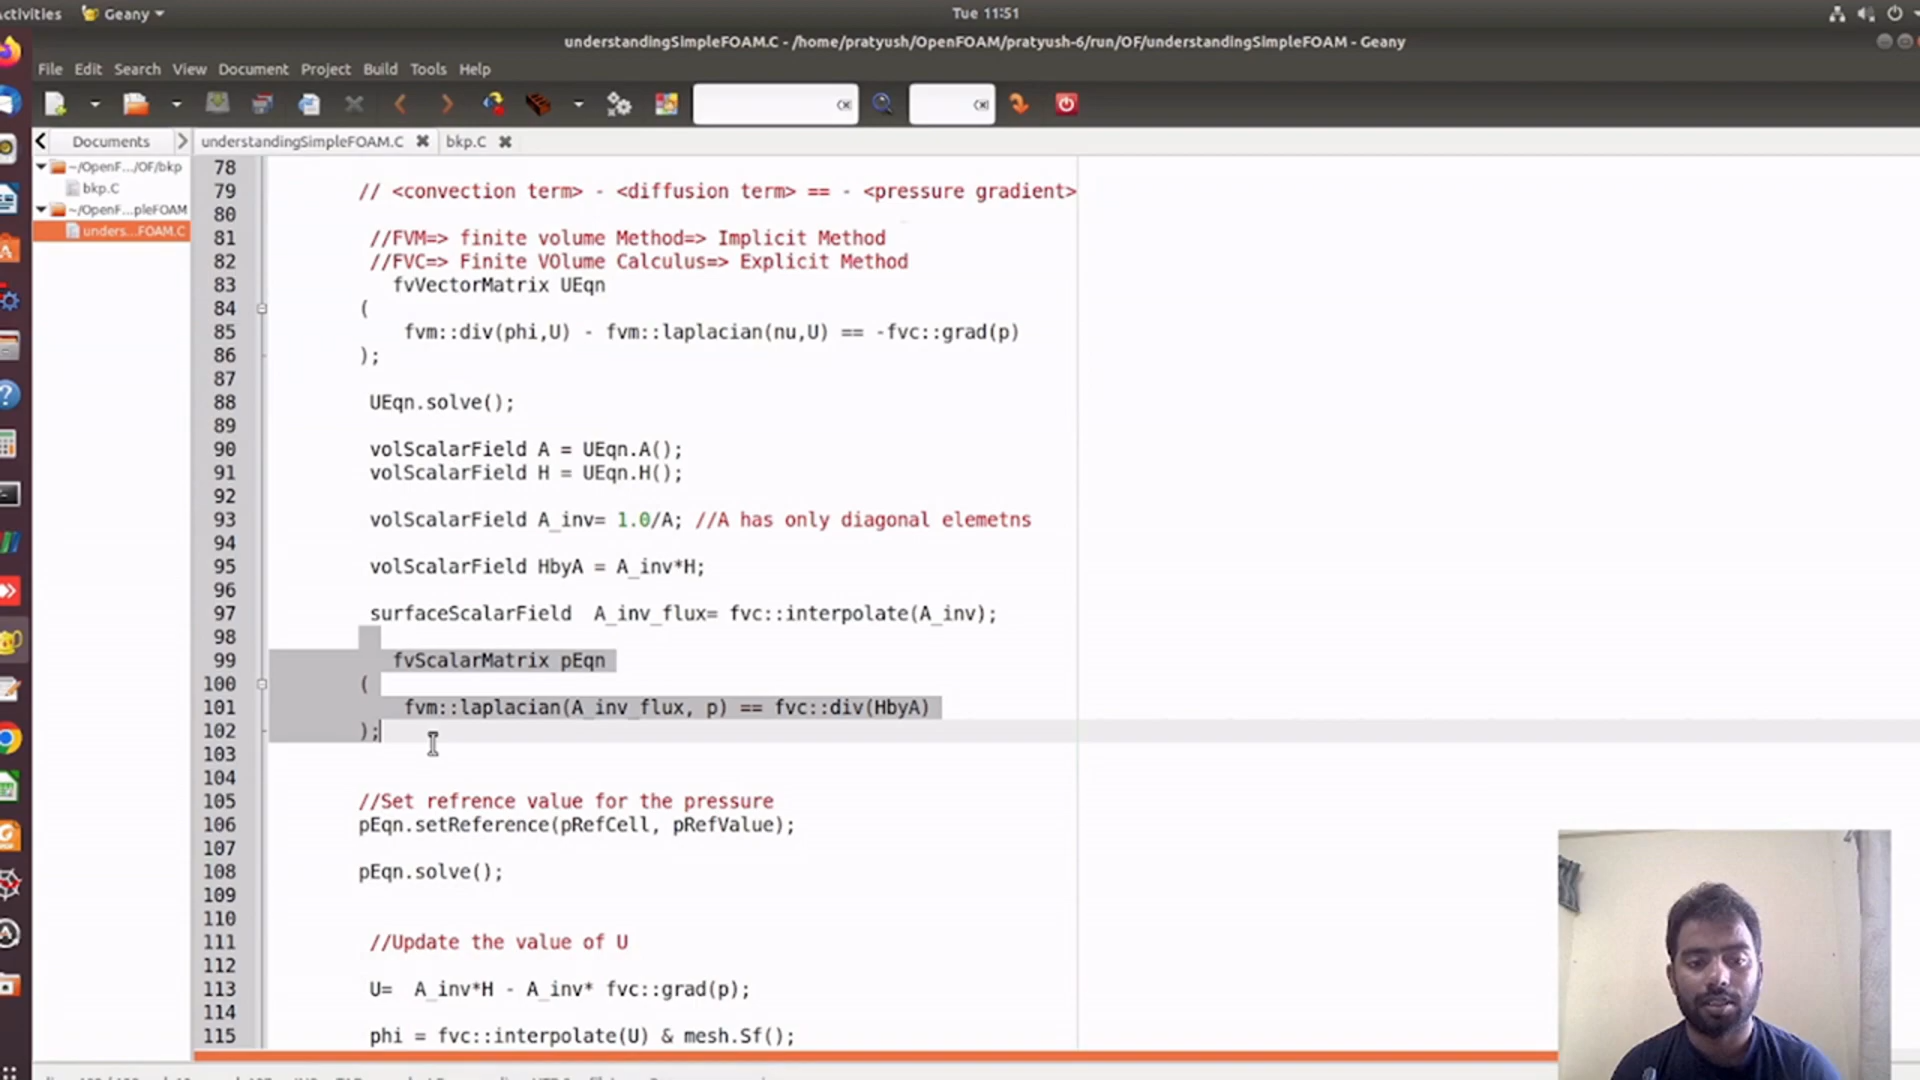 Activities
Geany
Tue 11:51
understandingSimpleFOAM.C - /home/pratyush/OpenFOAM/pratyush-6/run/OF/understandingSimpleFOAM - Geany
File Edit Search View Document Project Build Tools Help
Documents
understandingSimpleFOAM.C
bkp.C
~/OpenF.../OF/bkp
bkp.C
~/OpenF...pleFOAM
unders...FOAM.C
78
79 // <convection term> - <diffusion term> == - <pressure gradient>
80
81 //FVM=> finite volume Method=> Implicit Method
82 //FVC=> Finite VOlume Calculus=> Explicit Method
83 fvVectorMatrix UEqn
84 (
85 fvm::div(phi,U) - fvm::laplacian(nu,U) == -fvc::grad(p)
86 );
87
88 UEqn.solve();
89
90 volScalarField A = UEqn.A();
91 volScalarField H = UEqn.H();
92
93 volScalarField A_inv= 1.0/A; //A has only diagonal elemetns
94
95 volScalarField HbyA = A_inv*H;
96
97 surfaceScalarField A_inv_flux= fvc::interpolate(A_inv);
98
99 fvScalarMatrix pEqn
100 (
101 fvm::laplacian(A_inv_flux, p) == fvc::div(HbyA)
102 );
103
104
105 //Set refrence value for the pressure
106 pEqn.setReference(pRefCell, pRefValue);
107
108 pEqn.solve();
109
110
111 //Update the value of U
112
113 U= A_inv*H - A_inv* fvc::grad(p);
114
115 phi = fvc::interpolate(U) & mesh.Sf();